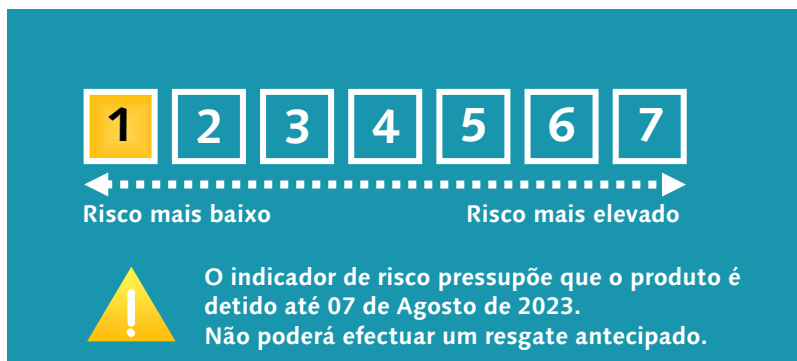 1 2 3 4 5 6 7
Risco mais baixo Risco mais elevado
O indicador de risco pressupõe que o produto é
detido até 07 de Agosto de 2023.
Não poderá efectuar um resgate antecipado.